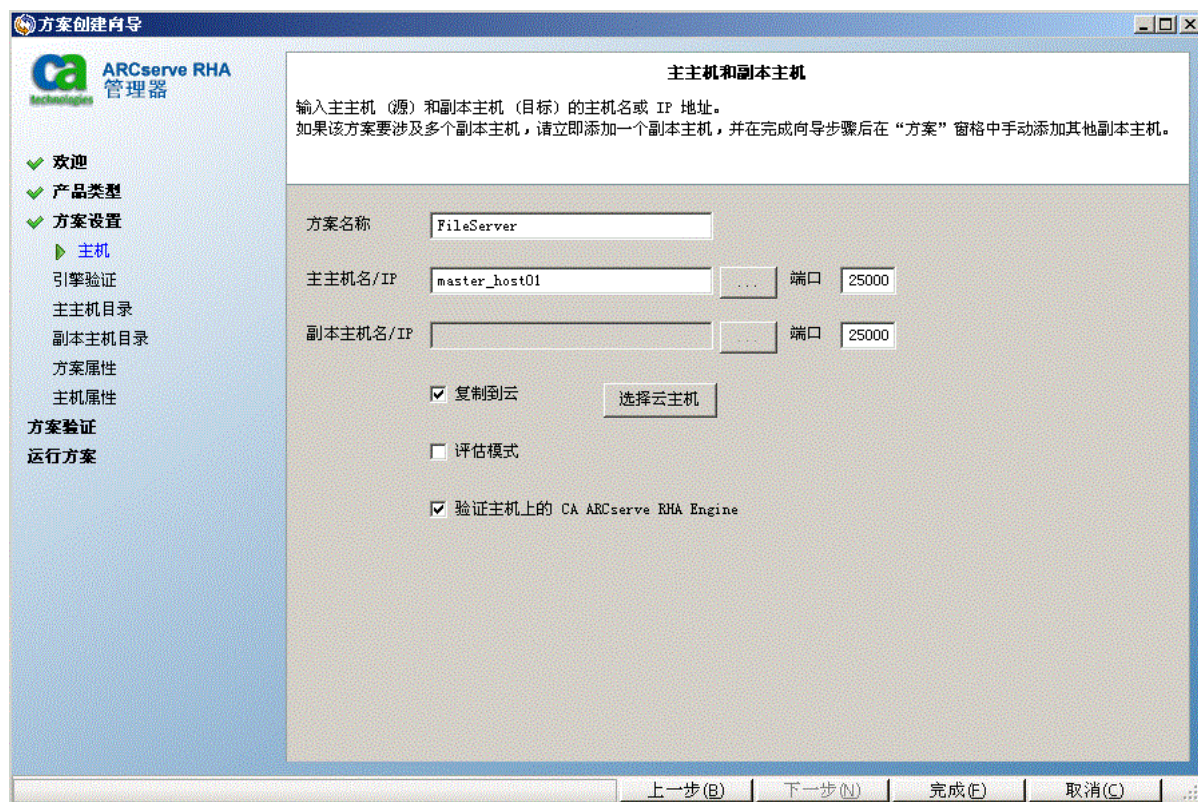 方案创建向导
ca
technologies
ARCserve RHA
管理器
欢迎
产品类型
方案设置
主机
引擎验证
主主机目录
副本主机目录
方案属性
主机属性
方案验证
运行方案
主主机和副本主机
输入主主机（源）和副本主机（目标）的主机名或 IP 地址。
如果该方案要涉及多个副本主机，请立即添加一个副本主机，并在完成向导步骤后在“方案”窗格中手动添加其他副本主机。
方案名称 FileServer
主主机名/IP master_host01 ... 端口 25000
副本主机名/IP ... 端口 25000
复制到云 选择云主机
评估模式
验证主机上的 CA ARCserve RHA Engine
上一步(B) 下一步(N) 完成(F) 取消(C)